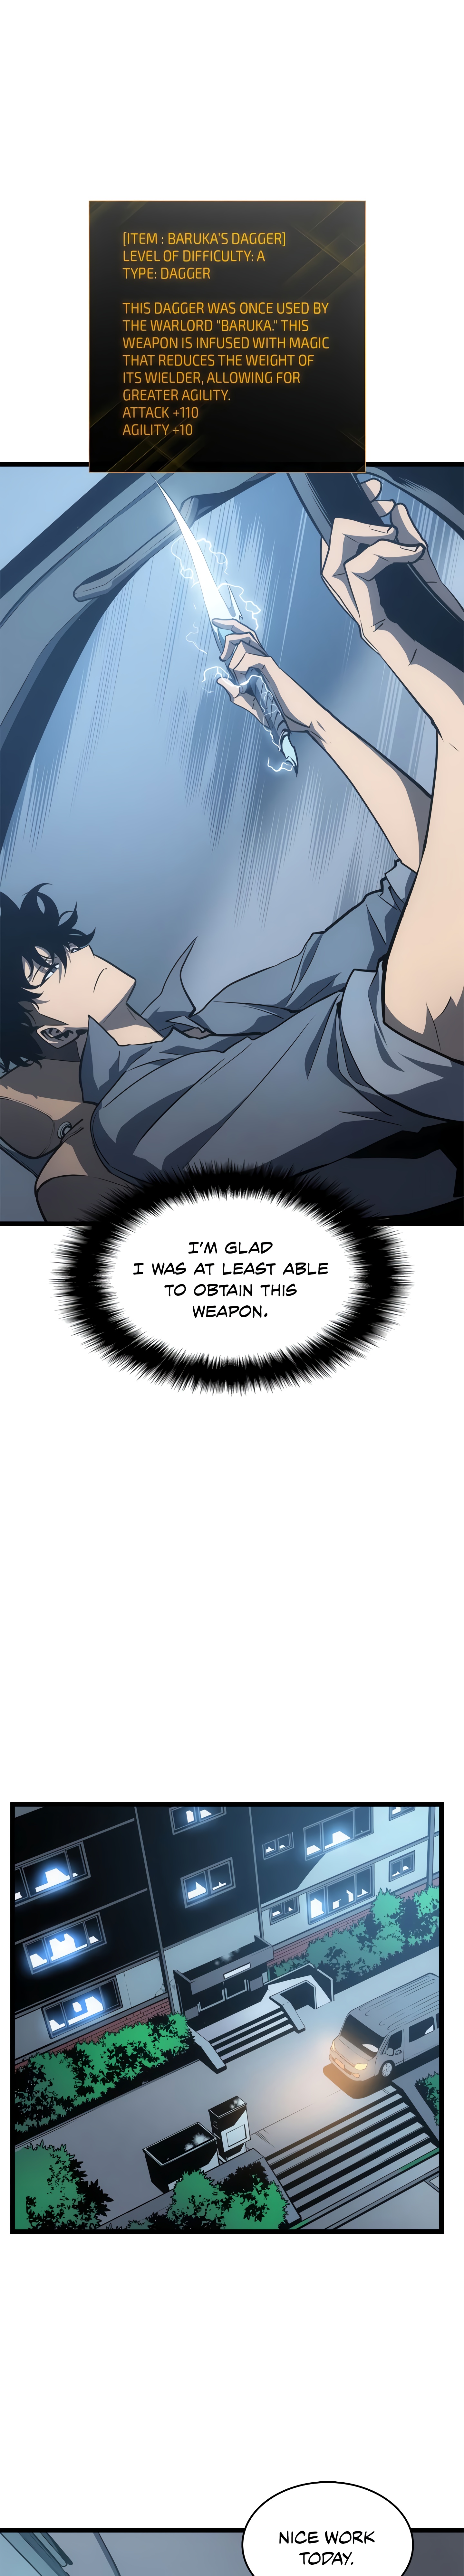 [ITEM : BARUKA'S DAGGER]
LEVEL OF DIFFICULTY: A
TYPE: DAGGER
THIS DAGGER WAS ONCE USED BY
THE WARLORD "BARUKA." THIS
WEAPON IS INFUSED WITH MAGIC
THAT REDUCES THE WEIGHT OF
ITS WIELDER, ALLOWING FOR
GREATER AGILITY.
ATTACK +110
AGILITY +10
I'M GLAD
I WAS AT LEAST ABLE
TO OBTAIN THIS
WEAPON.
NICE WORK
TODAY.